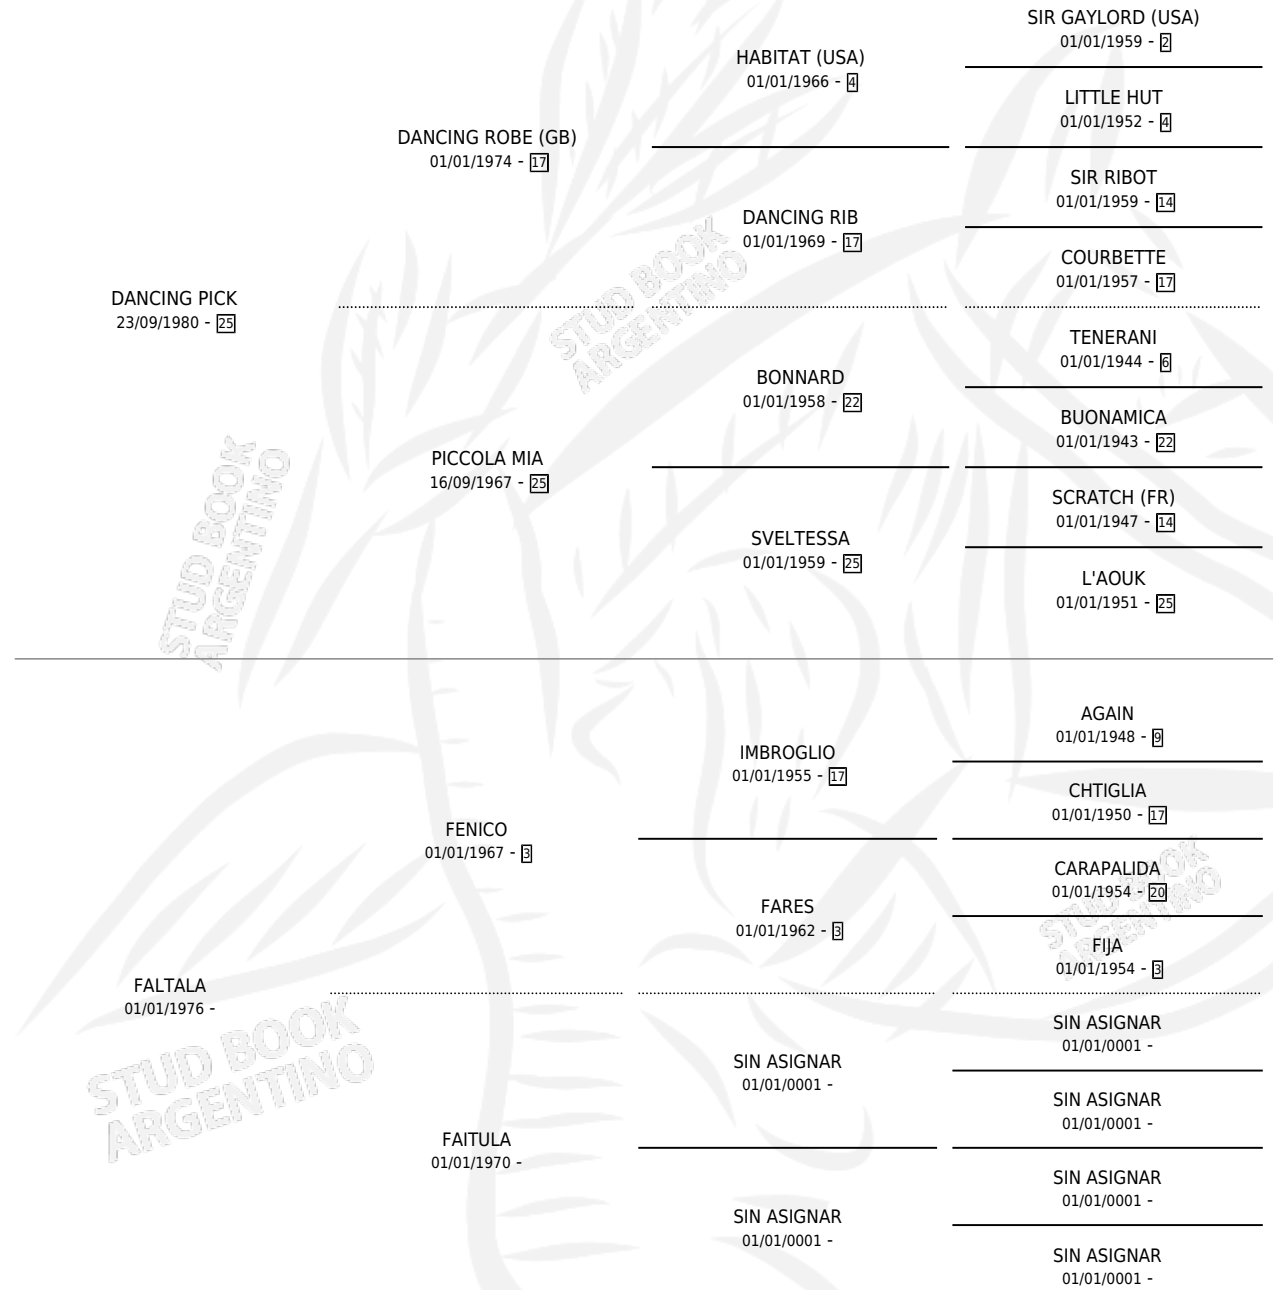 SIR GAYLORD (USA)
01/01/1959 - 2
HABITAT (USA)
01/01/1966 - 4
LITTLE HUT
01/01/1952 - 4
DANCING ROBE (GB)
01/01/1974 - 17
SIR RIBOT
01/01/1959 - 14
DANCING RIB
01/01/1969 - 17
COURBETTE
01/01/1957 - 17
DANCING PICK
23/09/1980 - 25
STUD BOOK
ARGENTINO
TENERANI
01/01/1944 - 6
BONNARD
01/01/1958 - 22
BUONAMICA
01/01/1943 - 22
PICCOLA MIA
16/09/1967 - 25
SCRATCH (FR)
01/01/1947 - 14
SVELTESSA
01/01/1959 - 25
L'AOUK
01/01/1951 - 25
STUD BOOK
ARGENTINO
AGAIN
01/01/1948 - 9
IMBROGLIO
01/01/1955 - 17
CHTIGLIA
01/01/1950 - 17
FENICO
01/01/1967 - 3
CARAPALIDA
01/01/1954 - 20
FARES
01/01/1962 - 3
STUD BOOK
ARGENTINO
FIJA
01/01/1954 - 3
FALTALA
01/01/1976 -
STUD BOOK
ARGENTINO
SIN ASIGNAR
01/01/0001 -
SIN ASIGNAR
01/01/0001 -
SIN ASIGNAR
01/01/0001 -
FAITULA
01/01/1970 -
SIN ASIGNAR
01/01/0001 -
SIN ASIGNAR
01/01/0001 -
SIN ASIGNAR
01/01/0001 -